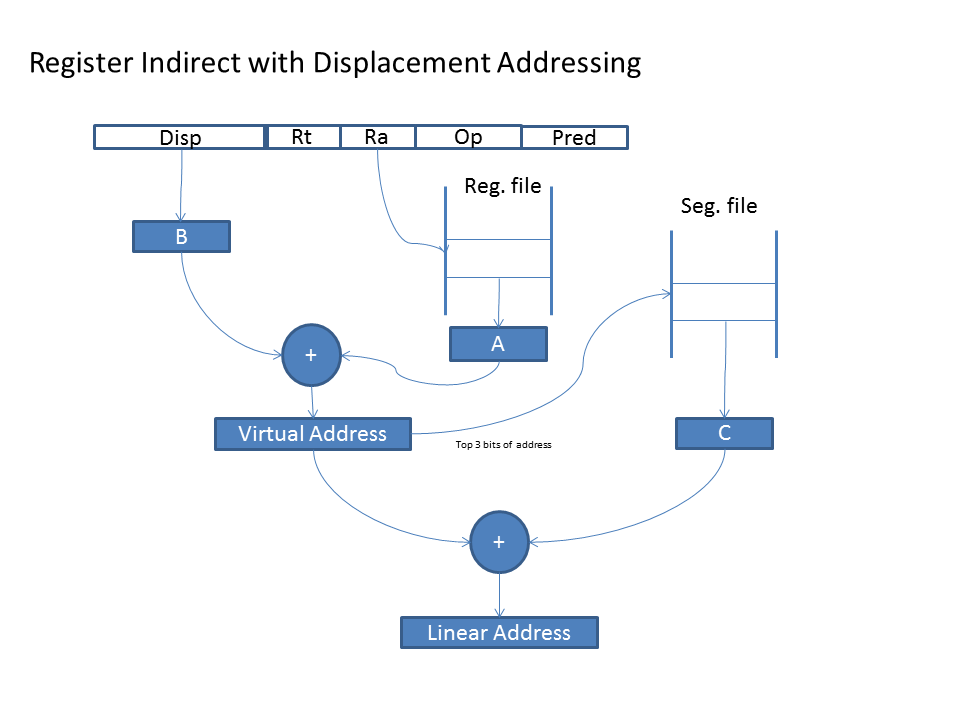 Register Indirect with Displacement Addressing
Disp Rt Ra Op Pred
Reg. file
Seg. file
B
A
+
Virtual Address
C
Top 3 bits of address
+
Linear Address